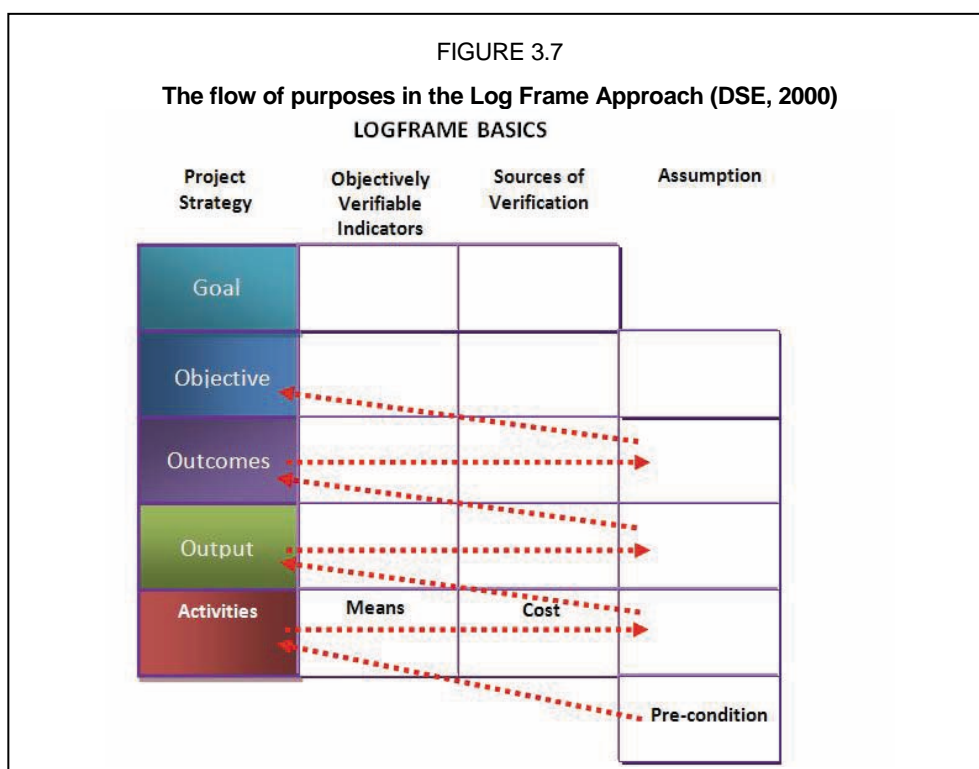 FIGURE 3.7
The flow of purposes in the Log Frame Approach (DSE, 2000)
LOGFRAME BASICS
Project
Strategy
Objectively
Verifiable
Indicators
Sources of
Verification
Assumption
Goal
Objective
Outcomes
Output
Activities
Means
Cost
Pre-condition